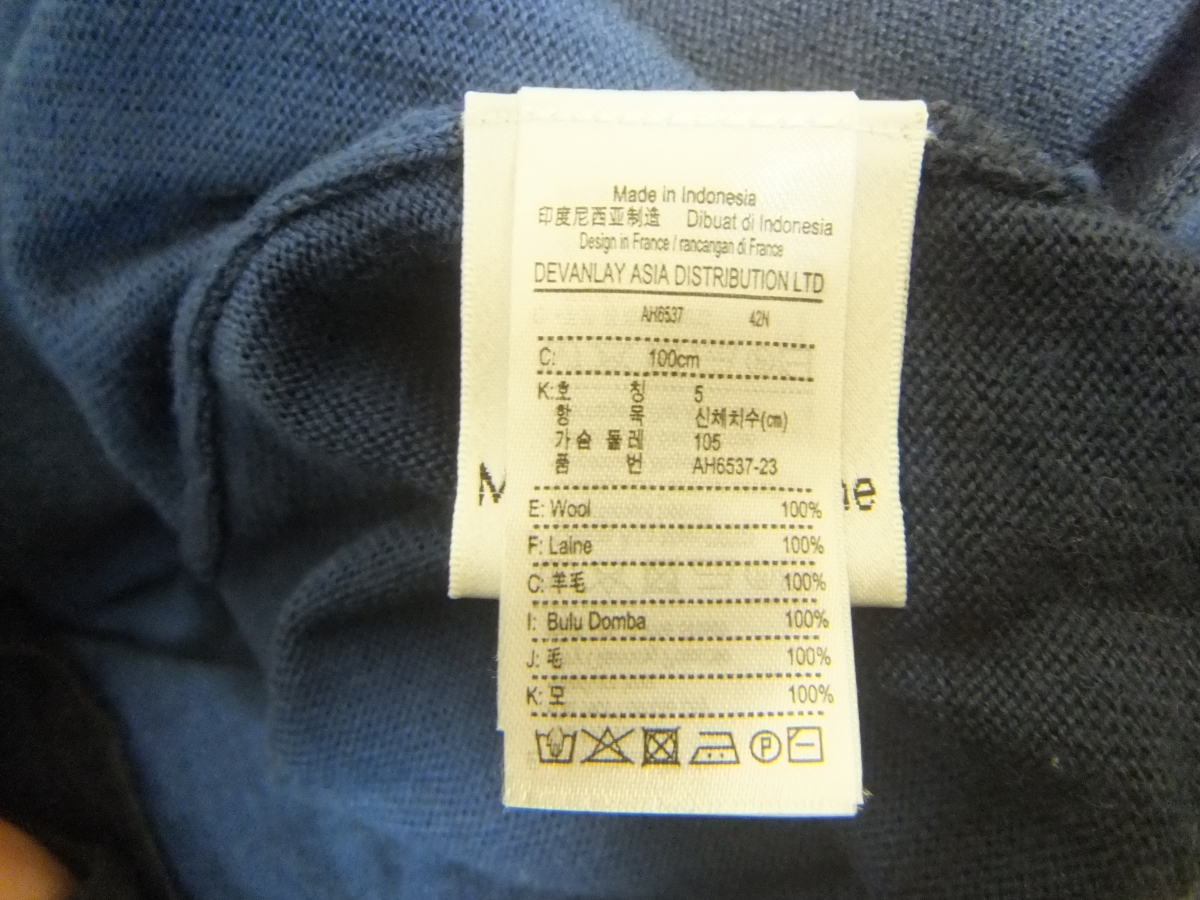 Made in Indonesia
印度尼西亚制造 Dibuat di Indonesia
Design in France / rancangan di France
DEVANLAY ASIA DISTRIBUTION LTD
AH6537 42N
C: 100cm
K:호 칭 5
항 목 신체치수(cm)
가슴 둘레 105
품 번 AH6537-23
E: Wool 100%
F: Laine 100%
C: 羊毛 100%
I: Bulu Domba 100%
J: 毛 100%
K: 모 100%
P